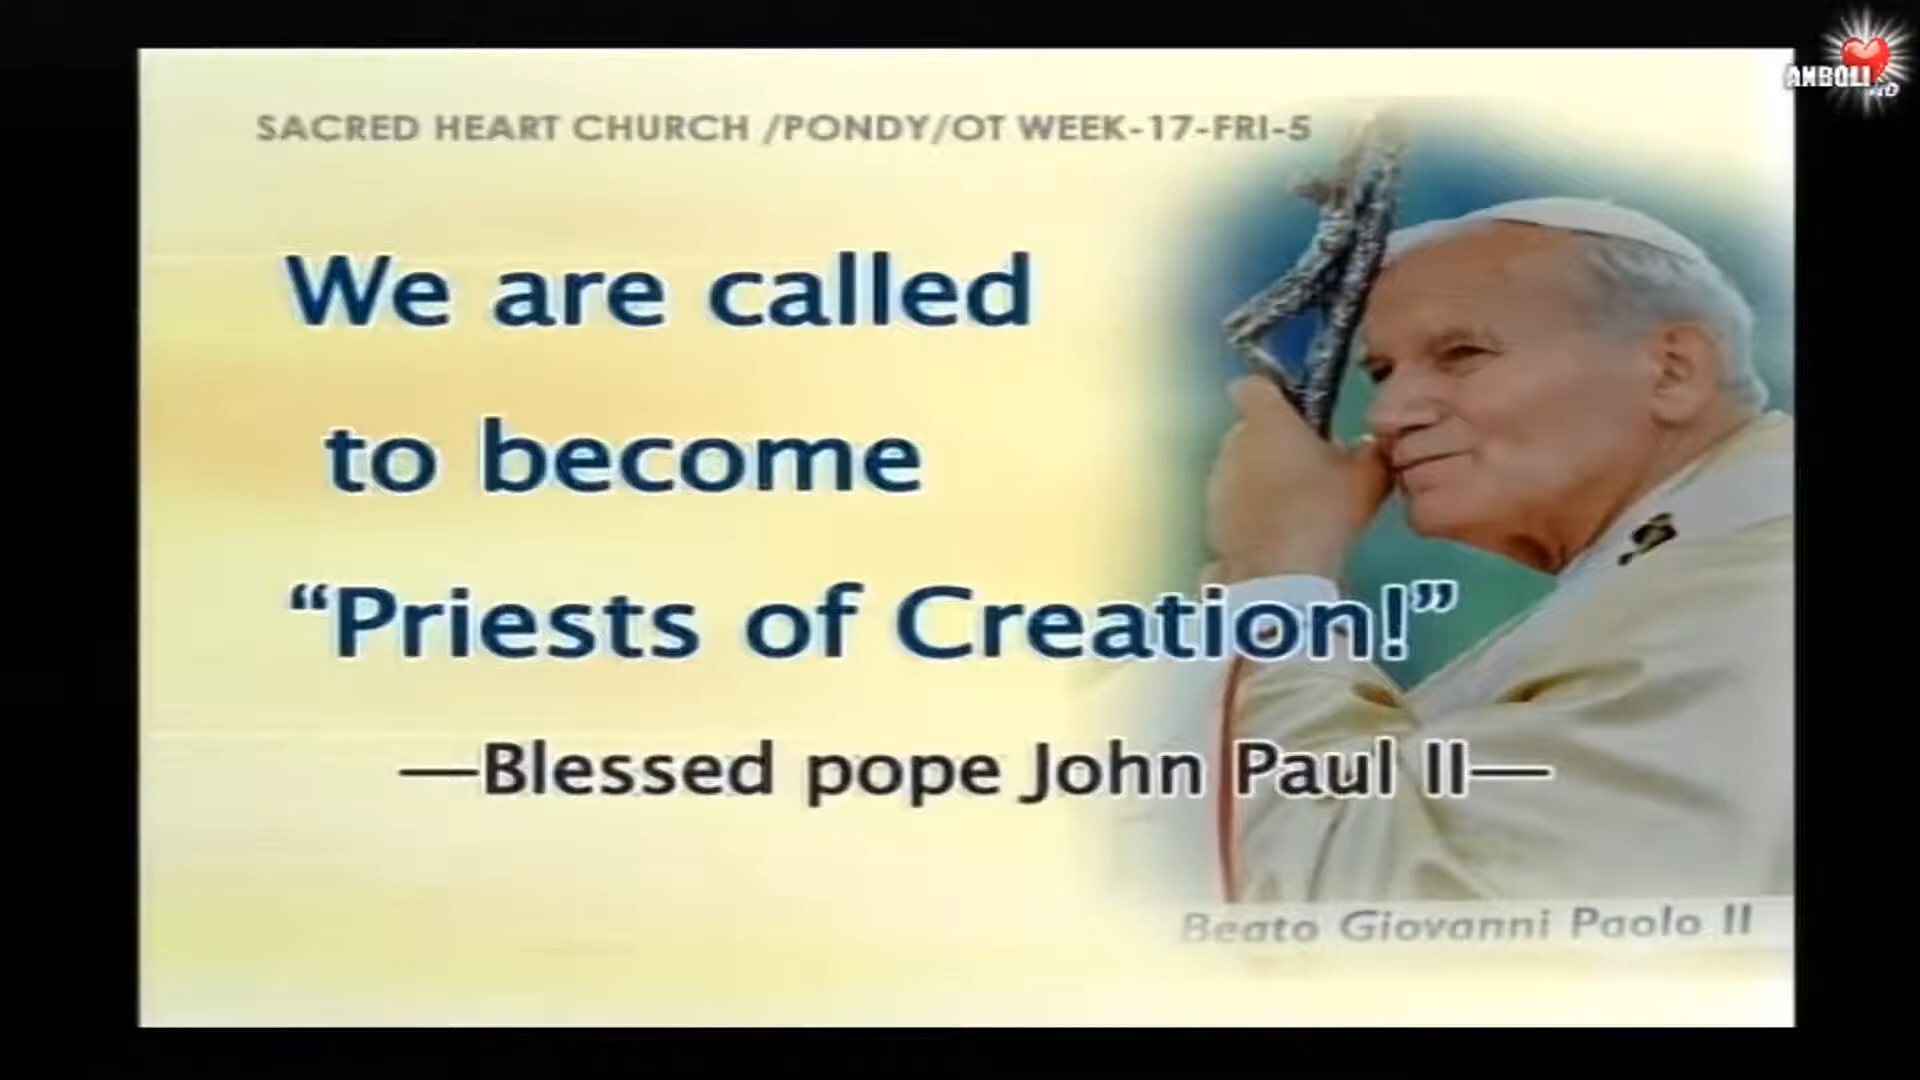 ANBOLI HD
SACRED HEART CHURCH /PONDY/OT WEEK-17-FRI-5
We are called
to become
“Priests of Creation!”
—Blessed pope John Paul II—
Beato Giovanni Paolo II